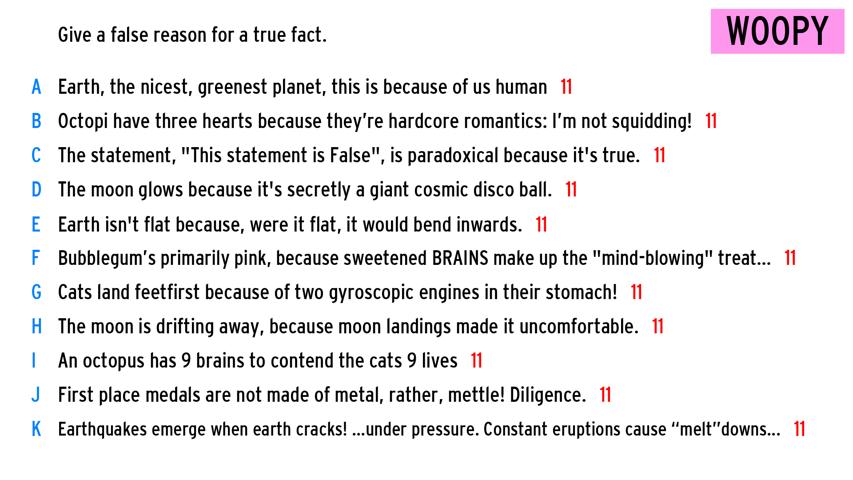 Give a false reason for a true fact.
WOOPY
A Earth, the nicest, greenest planet, this is because of us human 11
B Octopi have three hearts because they're hardcore romantics: I'm not squidding! 11
C The statement, "This statement is False", is paradoxical because it's true. 11
D The moon glows because it's secretly a giant cosmic disco ball. 11
E Earth isn't flat because, were it flat, it would bend inwards. 11
F Bubblegum's primarily pink, because sweetened BRAINS make up the "mind-blowing" treat... 11
G Cats land feetfirst because of two gyroscopic engines in their stomach! 11
H The moon is drifting away, because moon landings made it uncomfortable. 11
I An octopus has 9 brains to contend the cats 9 lives 11
J First place medals are not made of metal, rather, mettle! Diligence. 11
K Earthquakes emerge when earth cracks! ...under pressure. Constant eruptions cause “melt”downs... 11